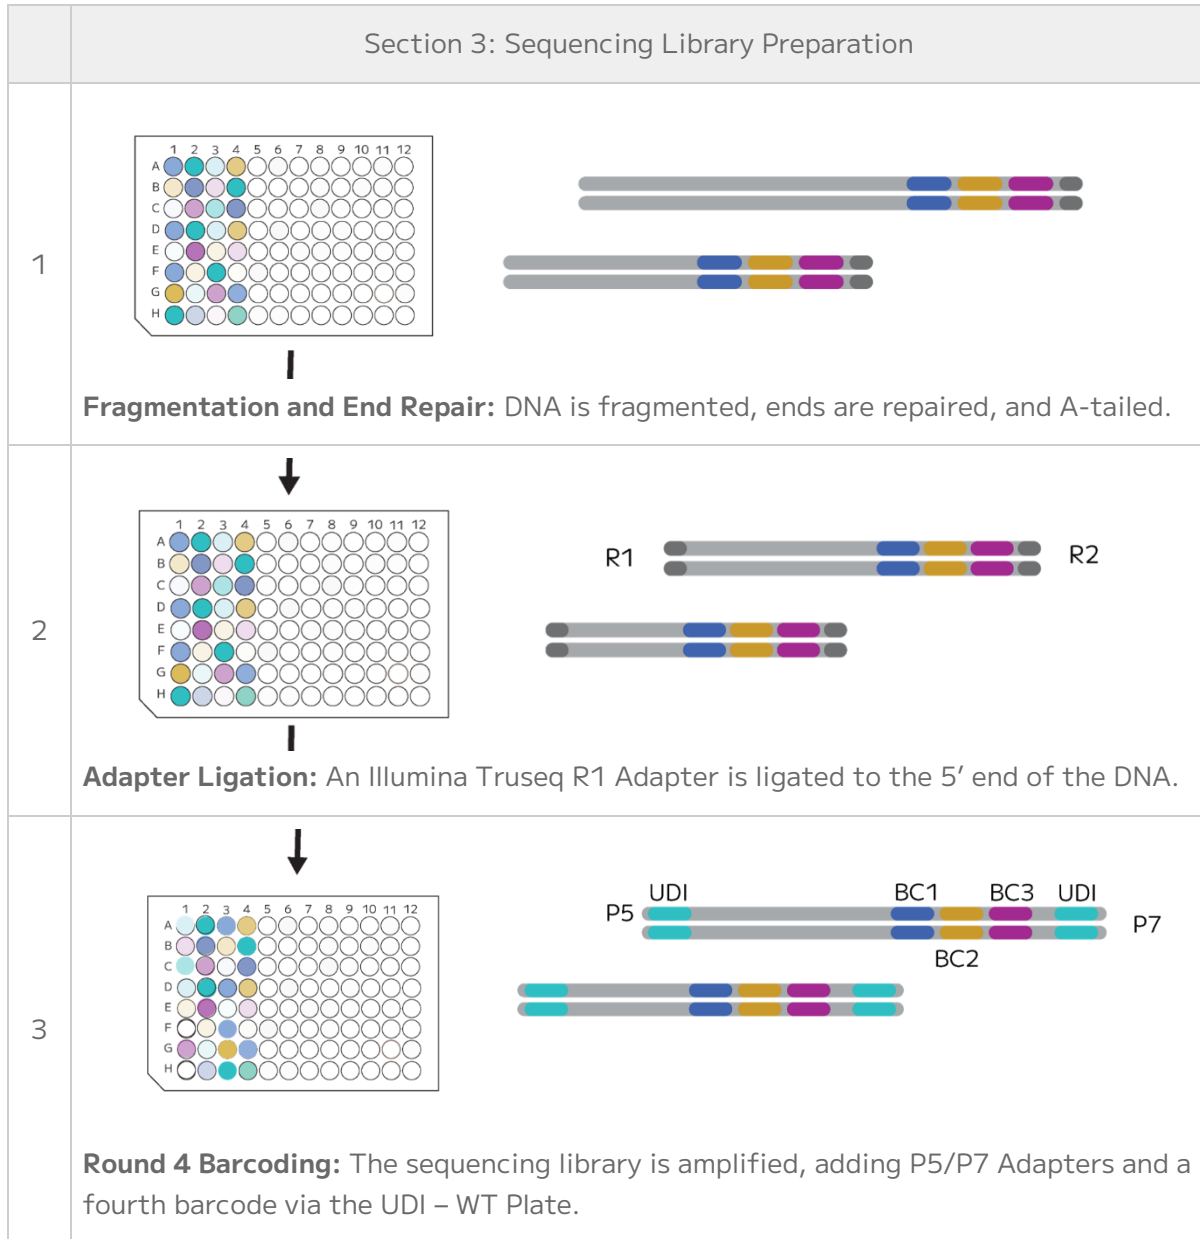 Section 3: Sequencing Library Preparation
1
1 2 3 4 5 6 7 8 9 10 11 12
A
B
C
D
E
F
G
H
Fragmentation and End Repair: DNA is fragmented, ends are repaired, and A-tailed.
2
1 2 3 4 5 6 7 8 9 10 11 12
A
B
C
D
E
F
G
H
R1
R2
Adapter Ligation: An Illumina Truseq R1 Adapter is ligated to the 5′ end of the DNA.
3
1 2 3 4 5 6 7 8 9 10 11 12
A
B
C
D
E
F
G
H
UDI BC1 BC3 UDI
P5 P7
BC2
Round 4 Barcoding: The sequencing library is amplified, adding P5/P7 Adapters and a
fourth barcode via the UDI – WT Plate.